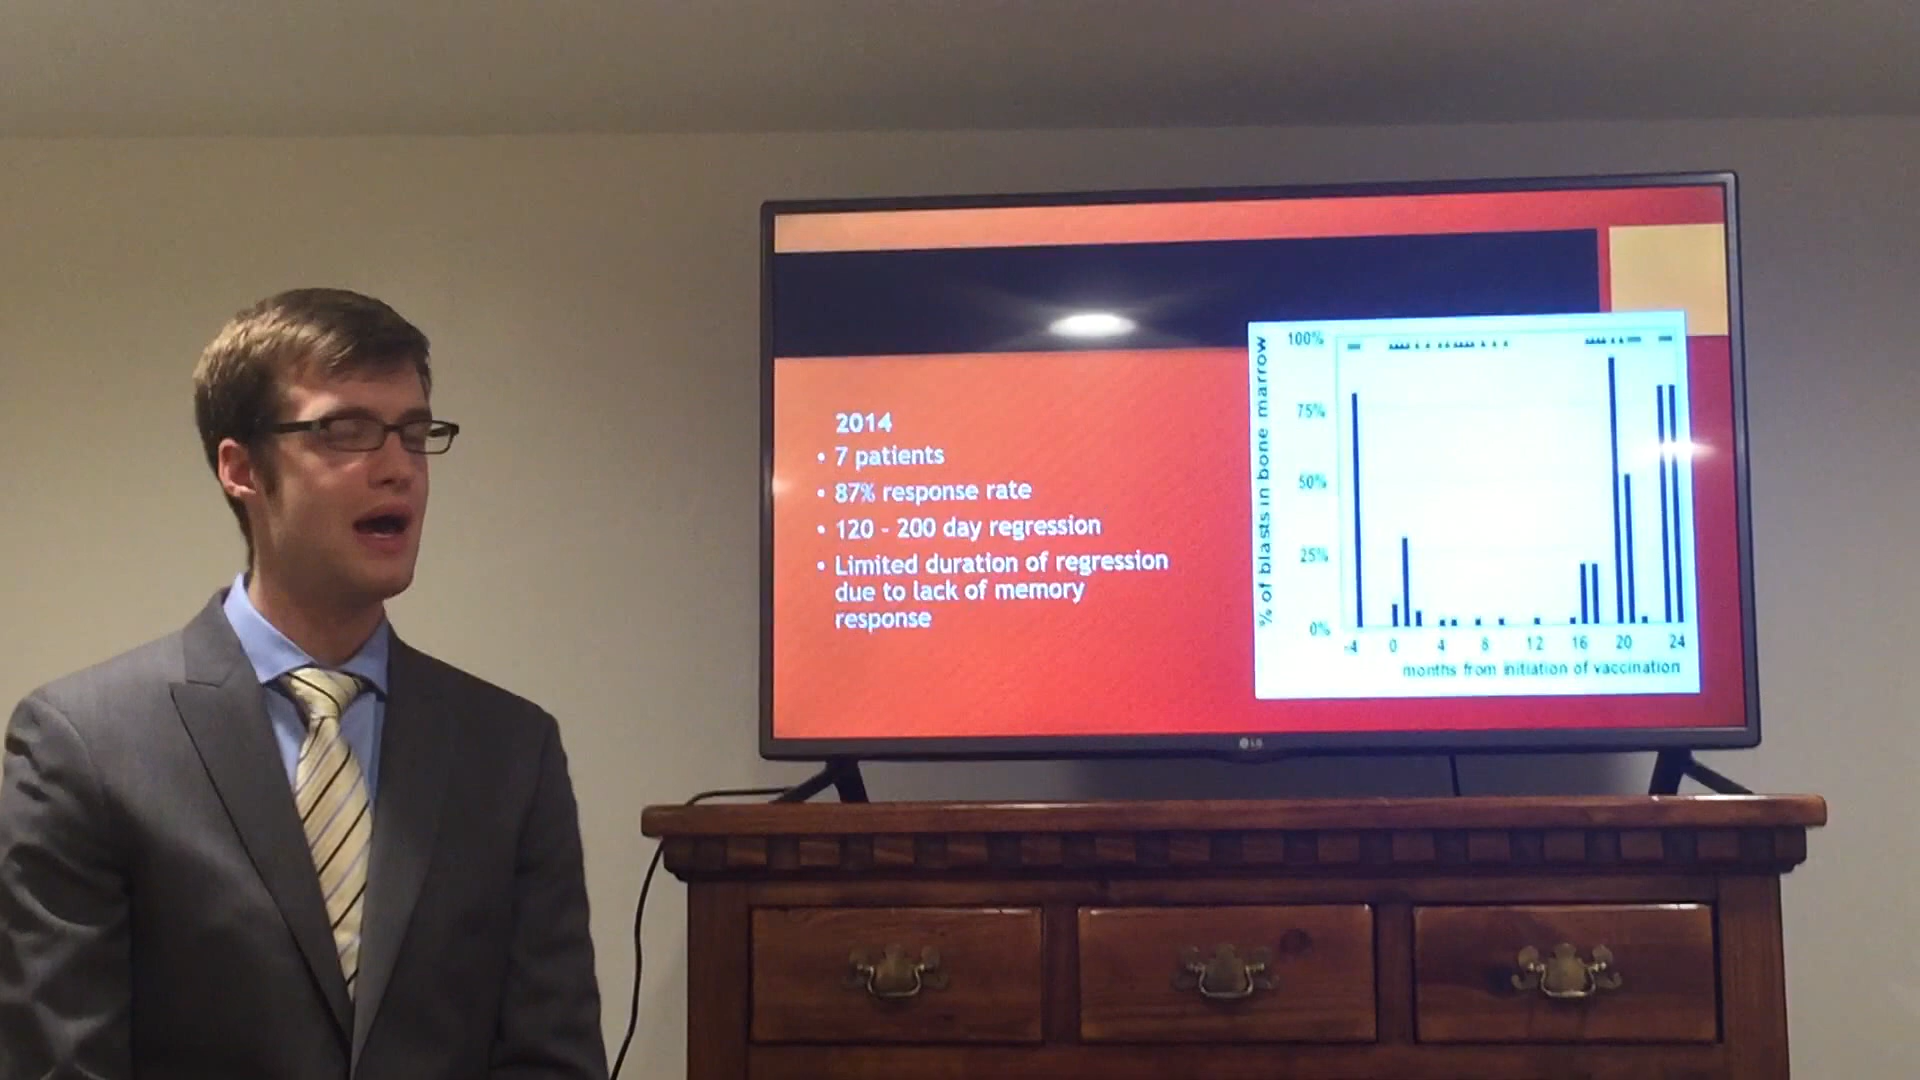 2014
• 7 patients
• 87% response rate
• 120 - 200 day regression
• Limited duration of regression
due to lack of memory
response
% of blasts in bone marrow
100%
75%
50%
25%
0%
-4 0 4 8 12 16 20 24
months from initiation of vaccination
LG